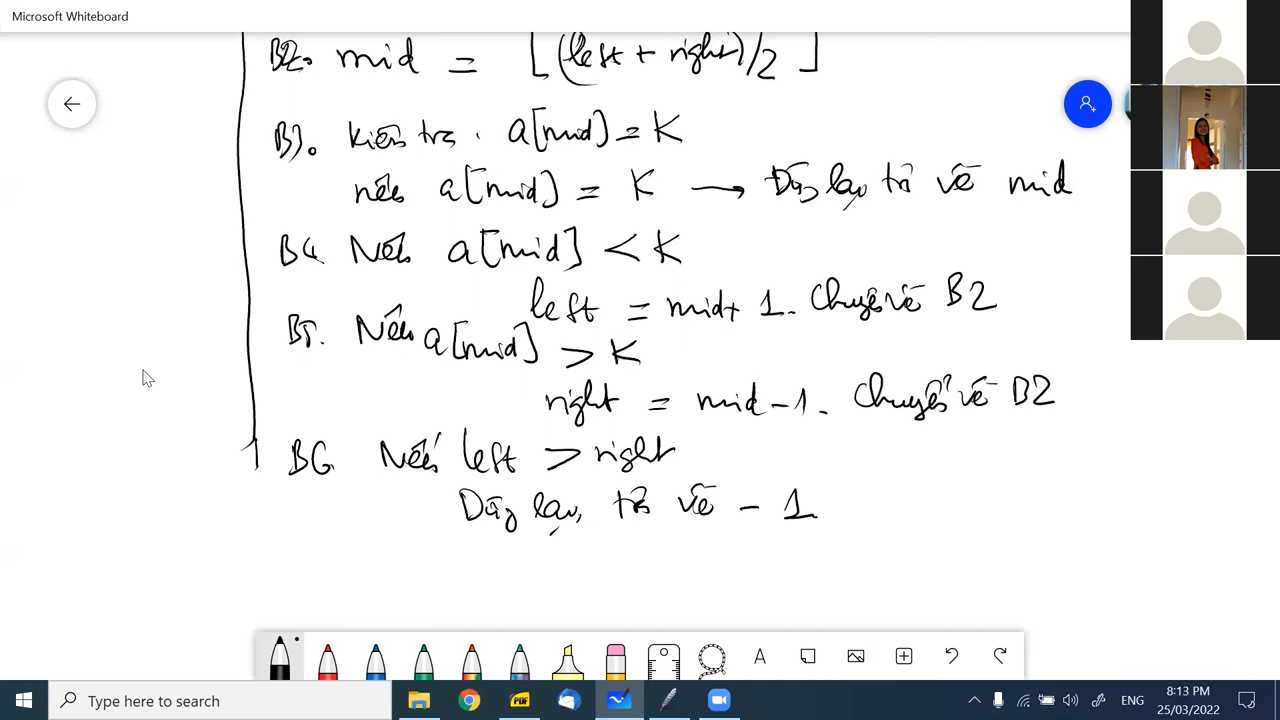 Microsoft Whiteboard
B2. mid = ⌊(left + right)/2⌋
B3. Kiểm tra. a[mid] = K
nếu a[mid] = K → Dừng lại, trả về mid
B4. Nếu a[mid] < K
left = mid + 1. Chuyển về B2
B5. Nếu a[mid] > K
right = mid - 1. Chuyển về B2
B6. Nếu left > right
Dừng lại, trả về - 1
A
PDF
Type here to search
ENG
8:13 PM
25/03/2022